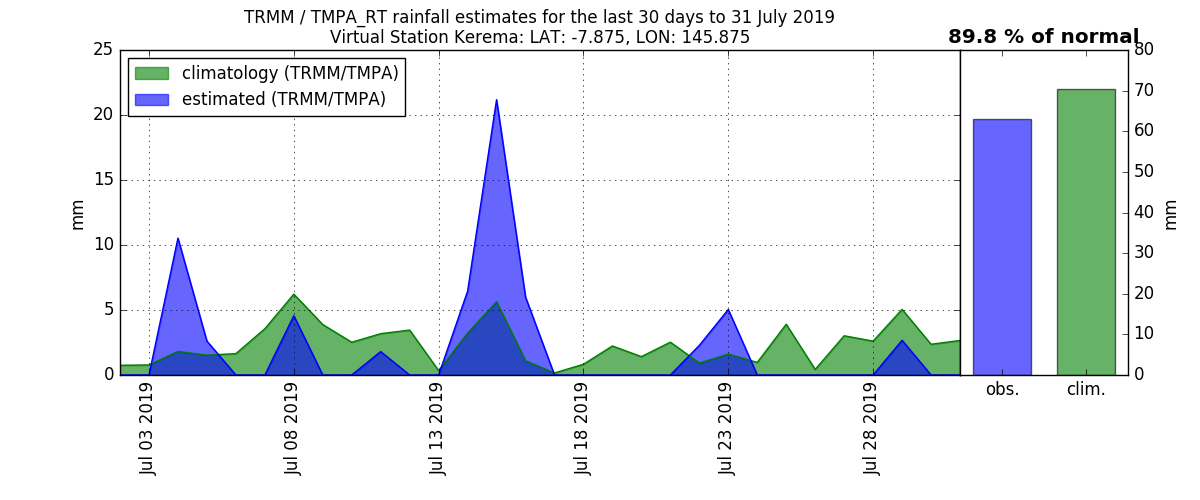 TRMM / TMPA_RT rainfall estimates for the last 30 days to 31 July 2019
Virtual Station Kerema: LAT: -7.875, LON: 145.875
89.8 % of normal
climatology (TRMM/TMPA)
estimated (TRMM/TMPA)
25
20
15
10
5
0
mm
Jul 03 2019
Jul 08 2019
Jul 13 2019
Jul 18 2019
Jul 23 2019
Jul 28 2019
80
70
60
50
40
30
20
10
0
mm
obs.
clim.